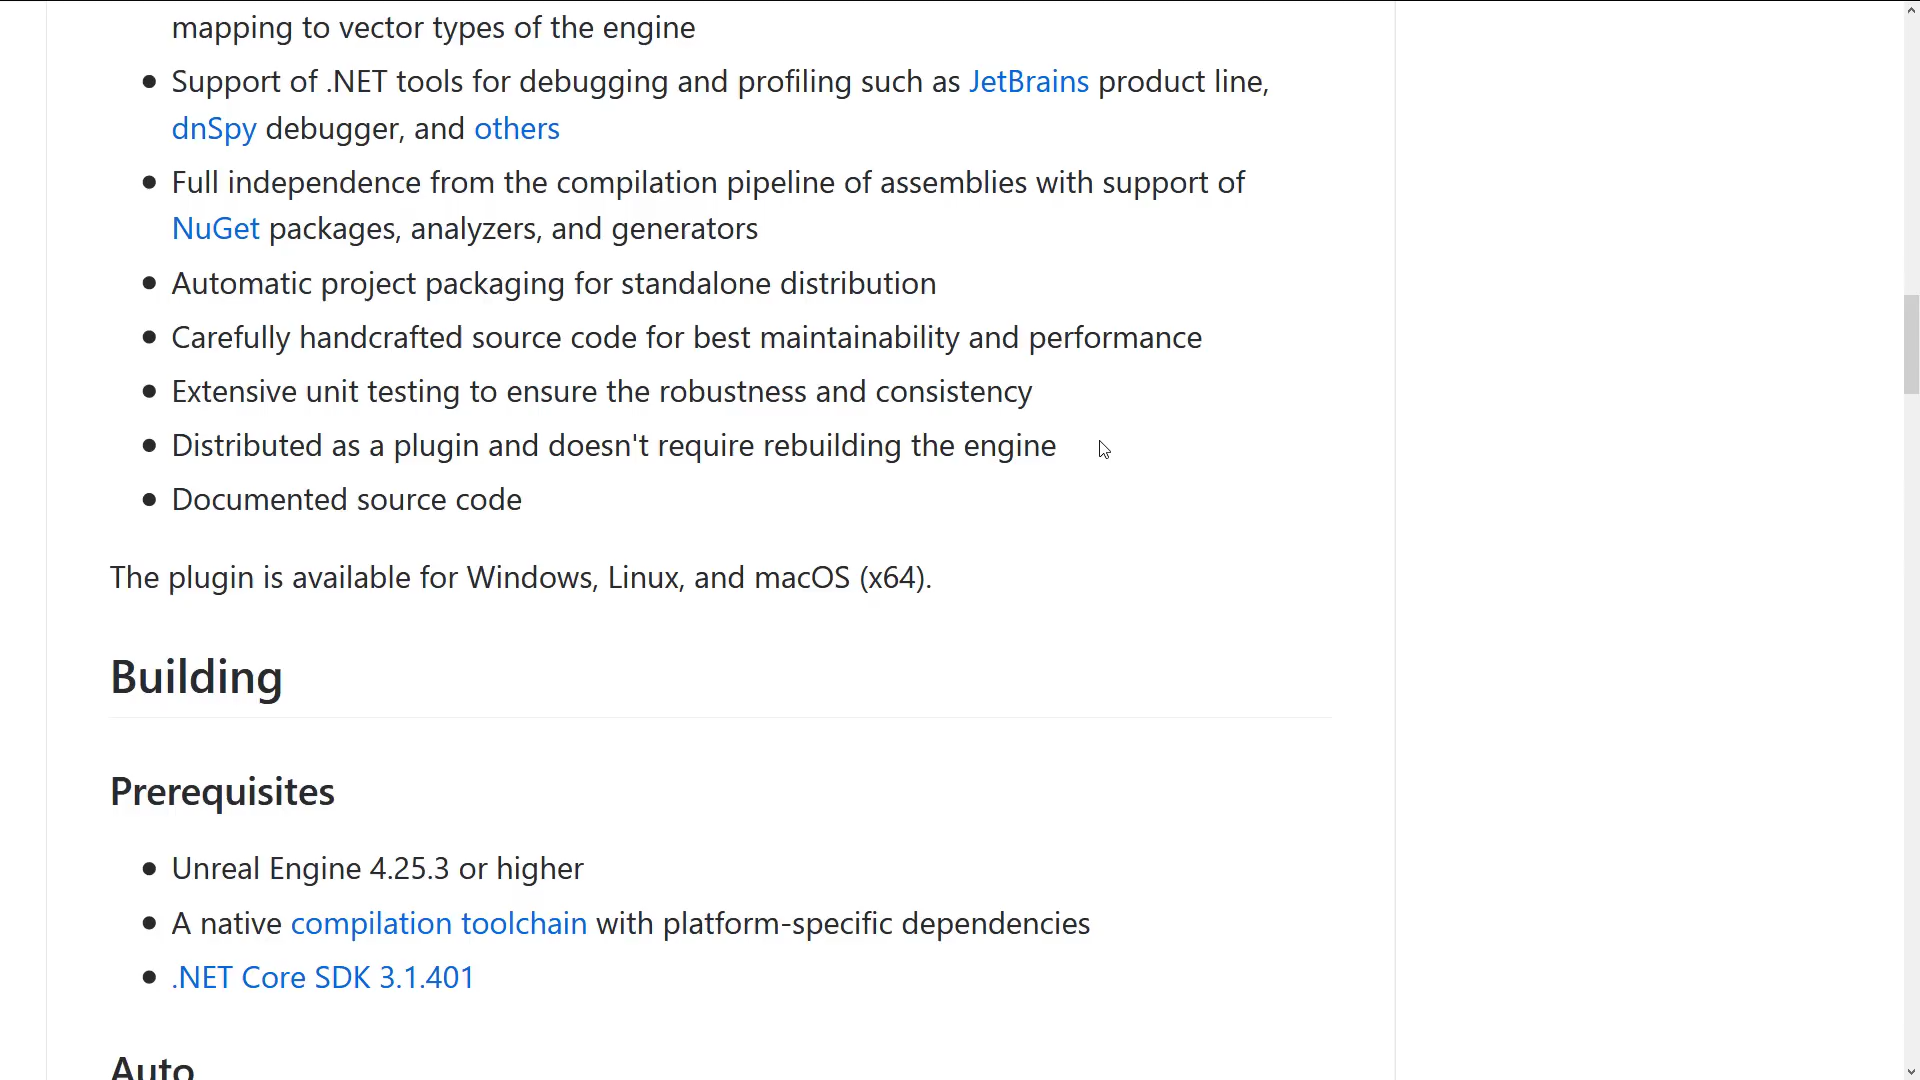 mapping to vector types of the engine
Support of .NET tools for debugging and profiling such as JetBrains product line,
dnSpy debugger, and others
Full independence from the compilation pipeline of assemblies with support of
NuGet packages, analyzers, and generators
Automatic project packaging for standalone distribution
Carefully handcrafted source code for best maintainability and performance
Extensive unit testing to ensure the robustness and consistency
Distributed as a plugin and doesn't require rebuilding the engine
Documented source code
The plugin is available for Windows, Linux, and macOS (x64).
Building
Prerequisites
Unreal Engine 4.25.3 or higher
A native compilation toolchain with platform-specific dependencies
.NET Core SDK 3.1.401
Auto